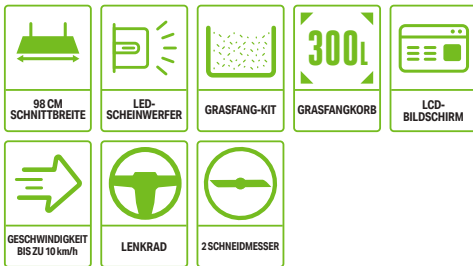 98 CM
SCHNITTBREITE
LED-
SCHEINWERFER
GRASFANG-KIT
300L
GRASFANGKORB
LCD-
BILDSCHIRM
GESCHWINDIGKEIT
BIS ZU 10 km/h
LENKRAD
2 SCHNEIDMESSER